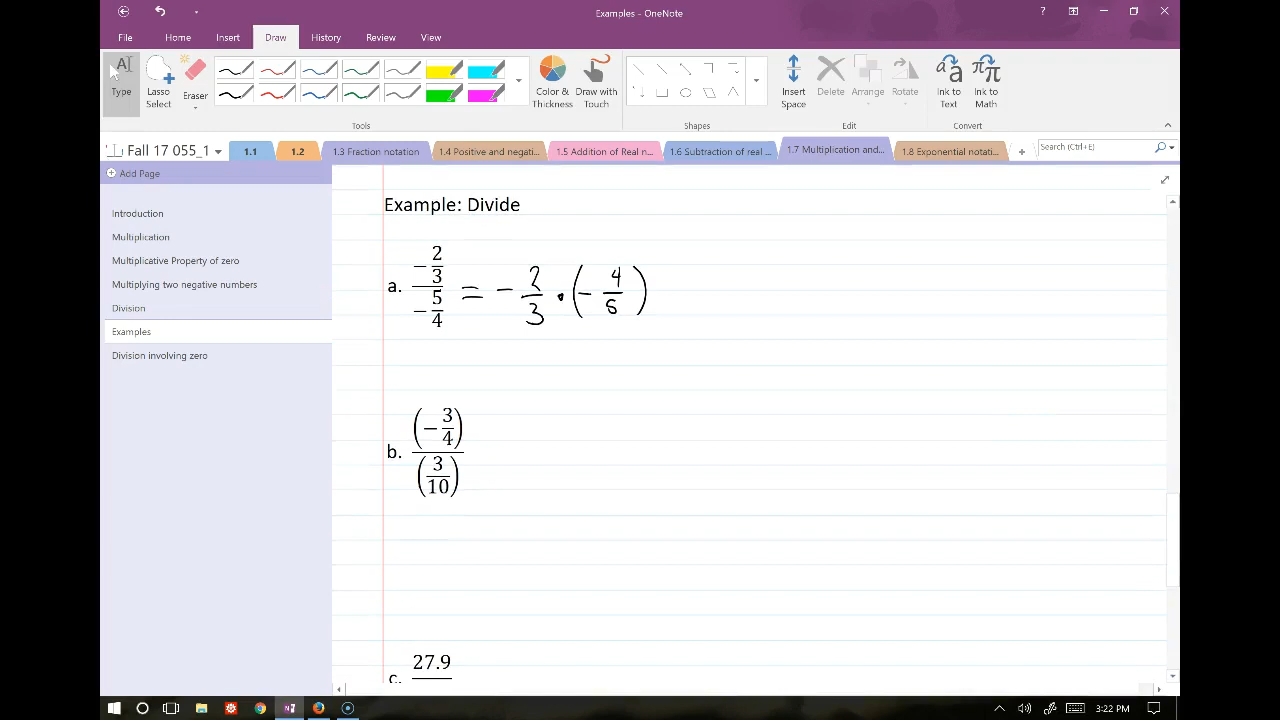 Examples - OneNote
?
File Home Insert Draw History Review View
Type Lasso Select Eraser Color & Thickness Draw with Touch Insert Space Delete Arrange Rotate Ink to Text Ink to Math
Tools Shapes Edit Convert
Fall 17 055_1 1.1 1.2 1.3 Fraction notation 1.4 Positive and negati... 1.5 Addition of Real n... 1.6 Subtraction of real ... 1.7 Multiplication and... 1.8 Exponential notati... + Search (Ctrl+E)
Add Page
Introduction
Multiplication
Multiplicative Property of zero
Multiplying two negative numbers
Division
Examples
Division involving zero
Example: Divide
a. (-2/3)/(-5/4) = - 2/3 · (- 4/5)
b. (-3/4)/(3/10)
c. 27.9
3:22 PM